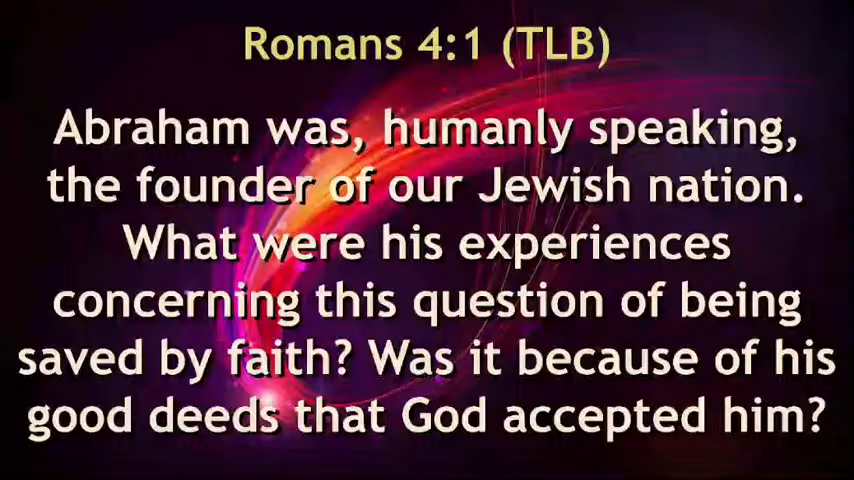 Romans 4:1 (TLB)
Abraham was, humanly speaking,
the founder of our Jewish nation.
What were his experiences
concerning this question of being
saved by faith? Was it because of his
good deeds that God accepted him?